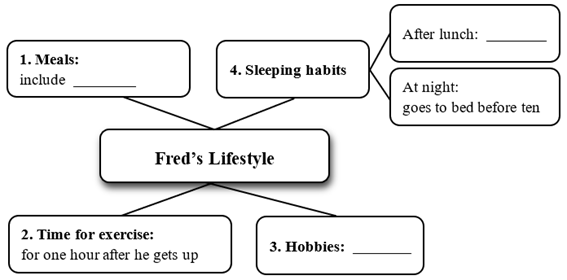 1. Meals:
include ________
4. Sleeping habits
After lunch: ________
At night:
goes to bed before ten
Fred's Lifestyle
2. Time for exercise:
for one hour after he gets up
3. Hobbies: ________